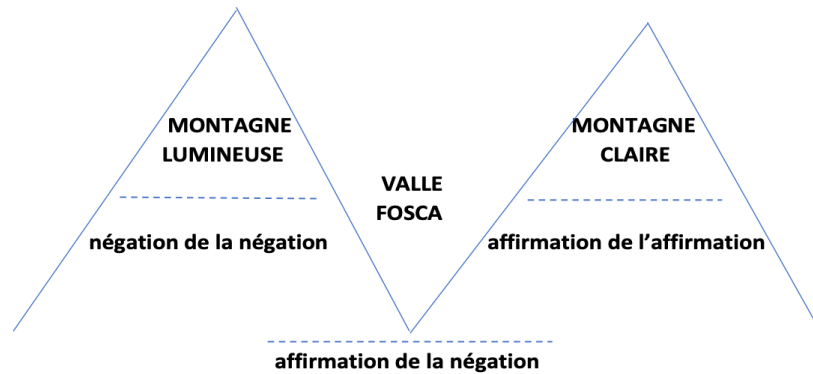 MONTAGNE
LUMINEUSE
MONTAGNE
CLAIRE
VALLE
FOSCA
négation de la négation
affirmation de l’affirmation
affirmation de la négation